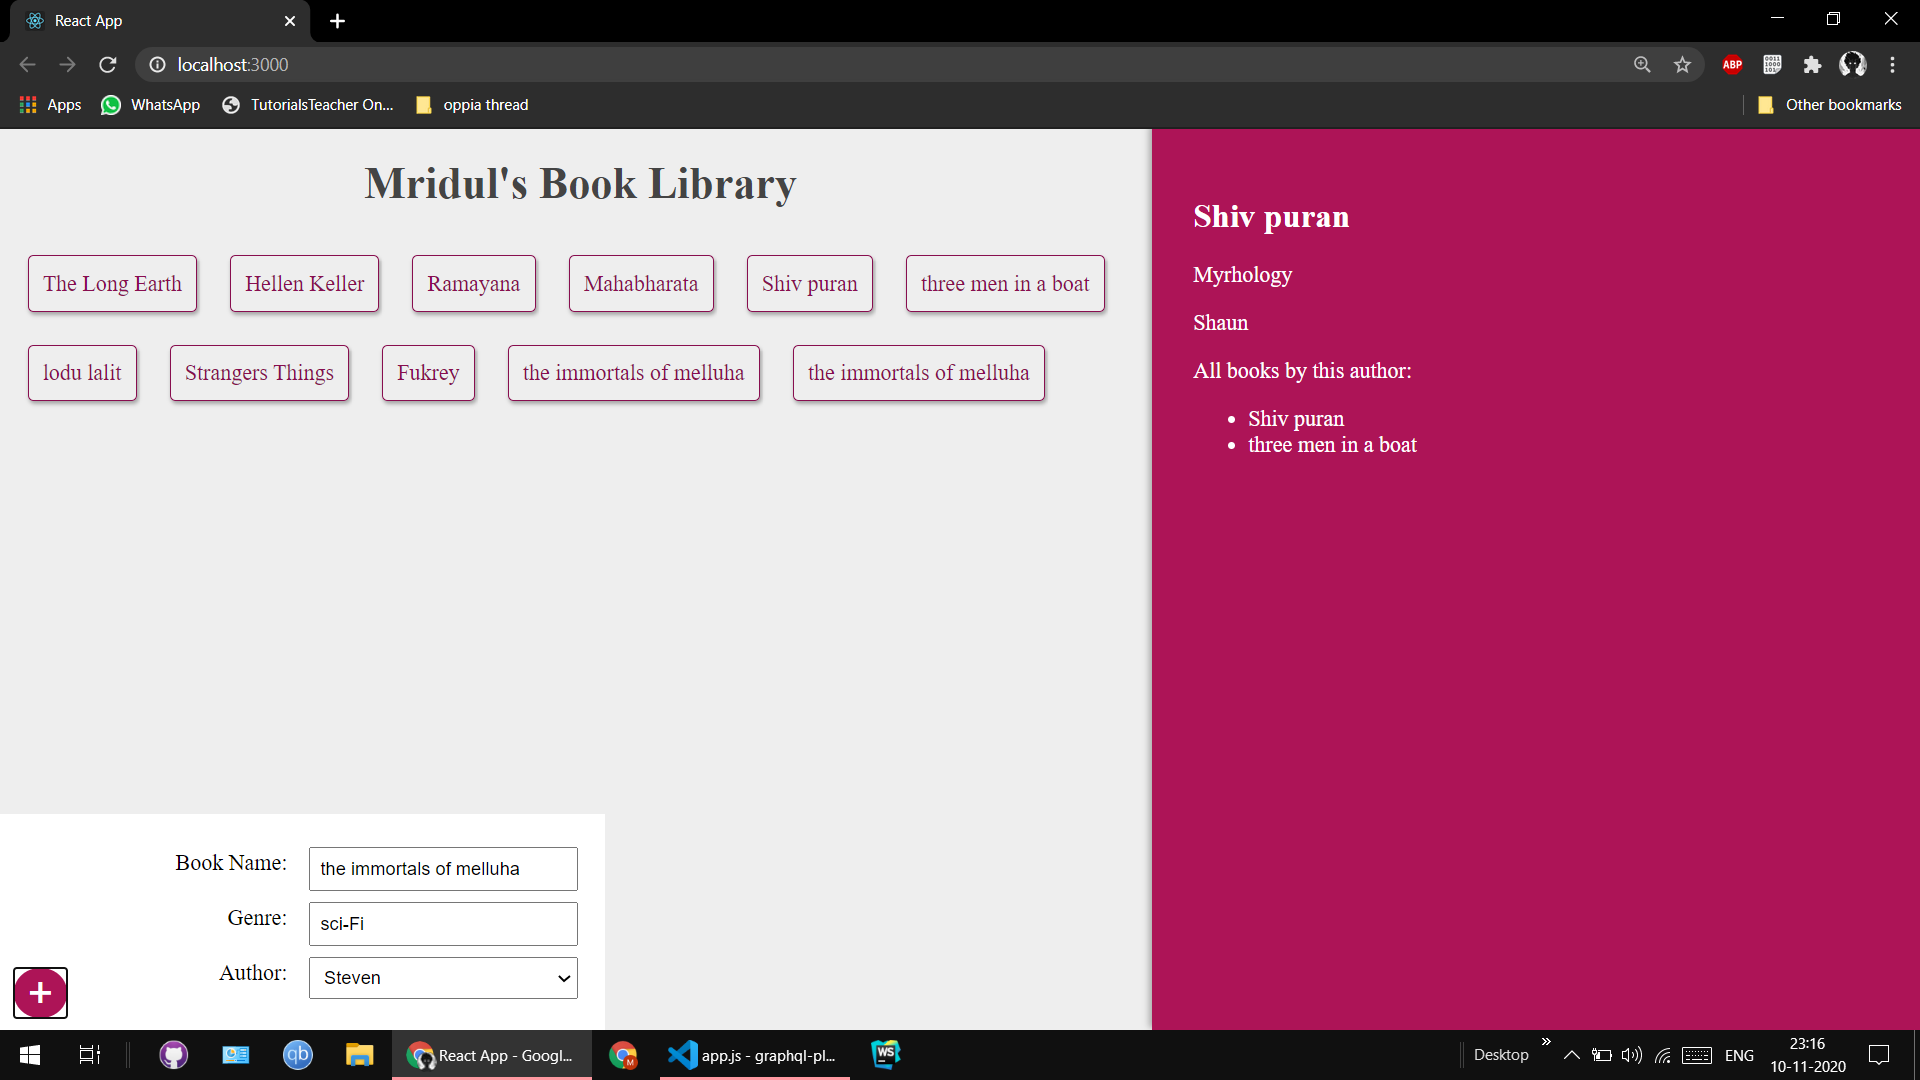 React App
localhost:3000
ABP
Apps
WhatsApp
TutorialsTeacher On...
oppia thread
Other bookmarks
Mridul's Book Library
The Long Earth
Hellen Keller
Ramayana
Mahabharata
Shiv puran
three men in a boat
lodu lalit
Strangers Things
Fukrey
the immortals of melluha
the immortals of melluha
Shiv puran
Myrhology
Shaun
All books by this author:
Shiv puran
three men in a boat
Book Name:
the immortals of melluha
Genre:
sci-Fi
Author:
Steven
+
qb
React App - Googl...
M
app.js - graphql-pl...
WS
Desktop
ENG
23:16
10-11-2020